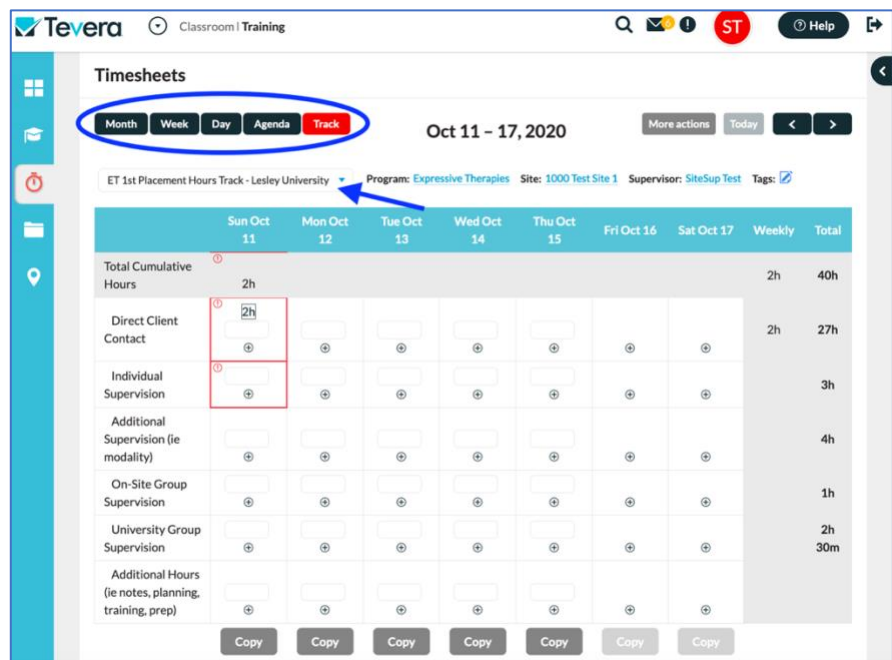 Tevera Classroom | Training 6 ST Help
Timesheets
Month Week Day Agenda Track Oct 11 – 17, 2020 More actions Today
ET 1st Placement Hours Track - Lesley University Program: Expressive Therapies Site: 1000 Test Site 1 Supervisor: SiteSup Test Tags:
Sun Oct 11 Mon Oct 12 Tue Oct 13 Wed Oct 14 Thu Oct 15 Fri Oct 16 Sat Oct 17 Weekly Total
Total Cumulative
Hours 2h 2h 40h
2h
Direct Client
Contact 2h 27h
Individual
Supervision 3h
Additional
Supervision (ie
modality) 4h
On-Site Group
Supervision 1h
University Group
Supervision 2h 30m
Additional Hours
(ie notes, planning,
training, prep)
Copy Copy Copy Copy Copy Copy Copy